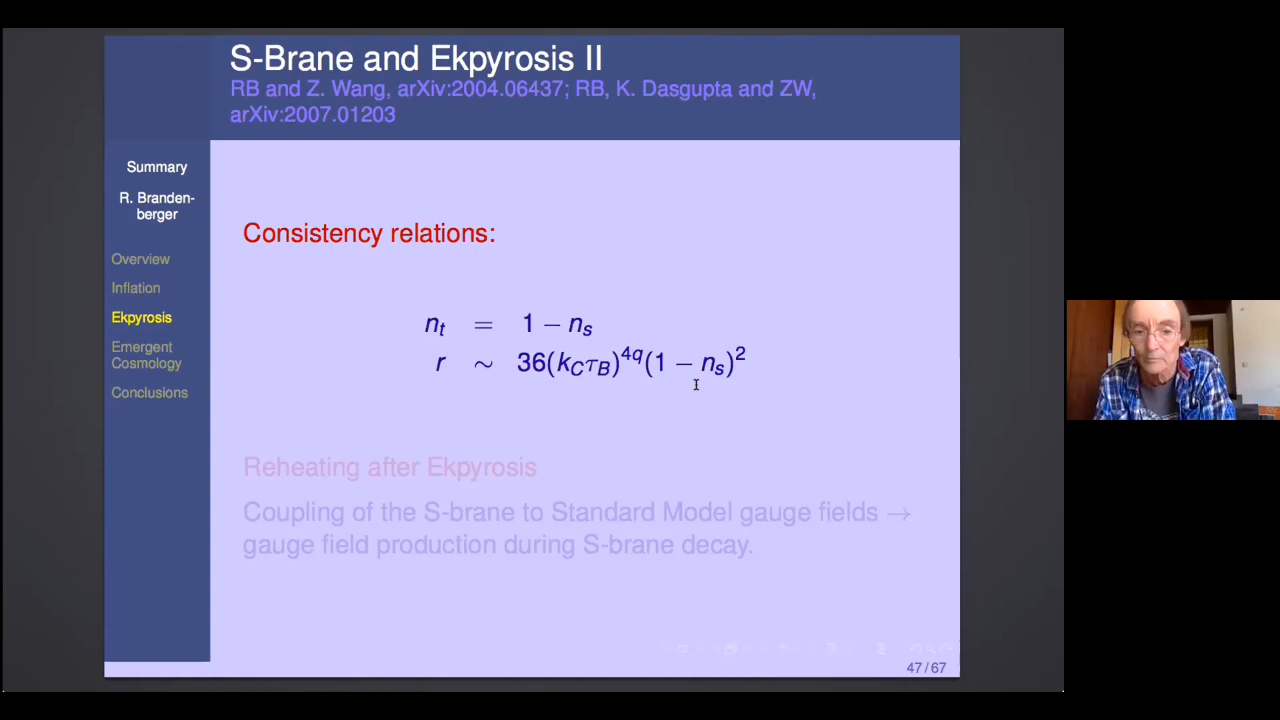 S-Brane and Ekpyrosis II
RB and Z. Wang, arXiv:2004.06437; RB, K. Dasgupta and ZW,
arXiv:2007.01203
Summary
R. Branden-
berger
Overview
Inflation
Ekpyrosis
Emergent
Cosmology
Conclusions
Consistency relations:
n_t = 1 − n_s
r ∼ 36(k_C τ_B)^{4q}(1 − n_s)^2
Reheating after Ekpyrosis
Coupling of the S-brane to Standard Model gauge fields →
gauge field production during S-brane decay.
47 / 67